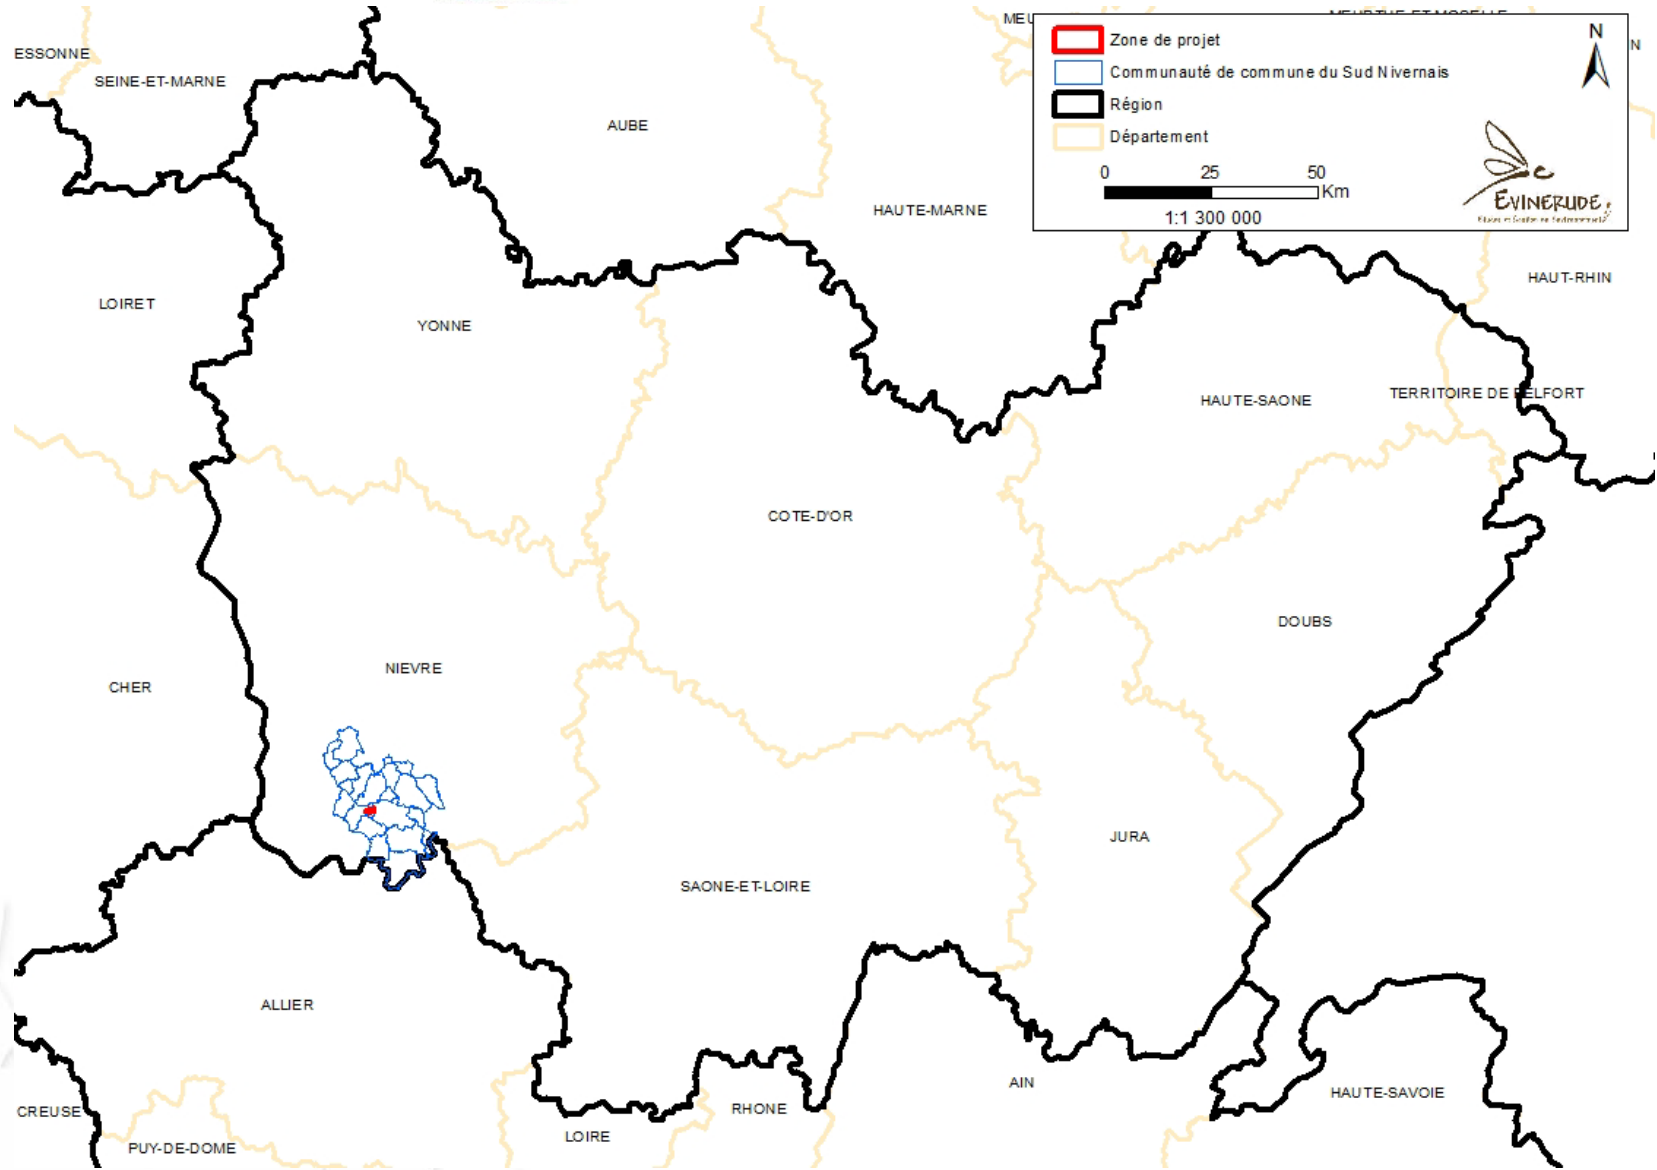 ESSONNE
SEINE-ET-MARNE
AUBE
HAUTE-MARNE
Zone de projet
Communauté de commune du Sud Nivernais
Région
Département
0 25 50
Km
1:1 300 000
N
EVINERUDE
N
LOIRET
YONNE
HAUT-RHIN
HAUTE-SAONE
TERRITOIRE DE BELFORT
COTE-D'OR
DOUBS
NIEVRE
CHER
JURA
SAONE-ET-LOIRE
ALLIER
AIN
HAUTE-SAVOIE
CREUSE
RHONE
LOIRE
PUY-DE-DOME